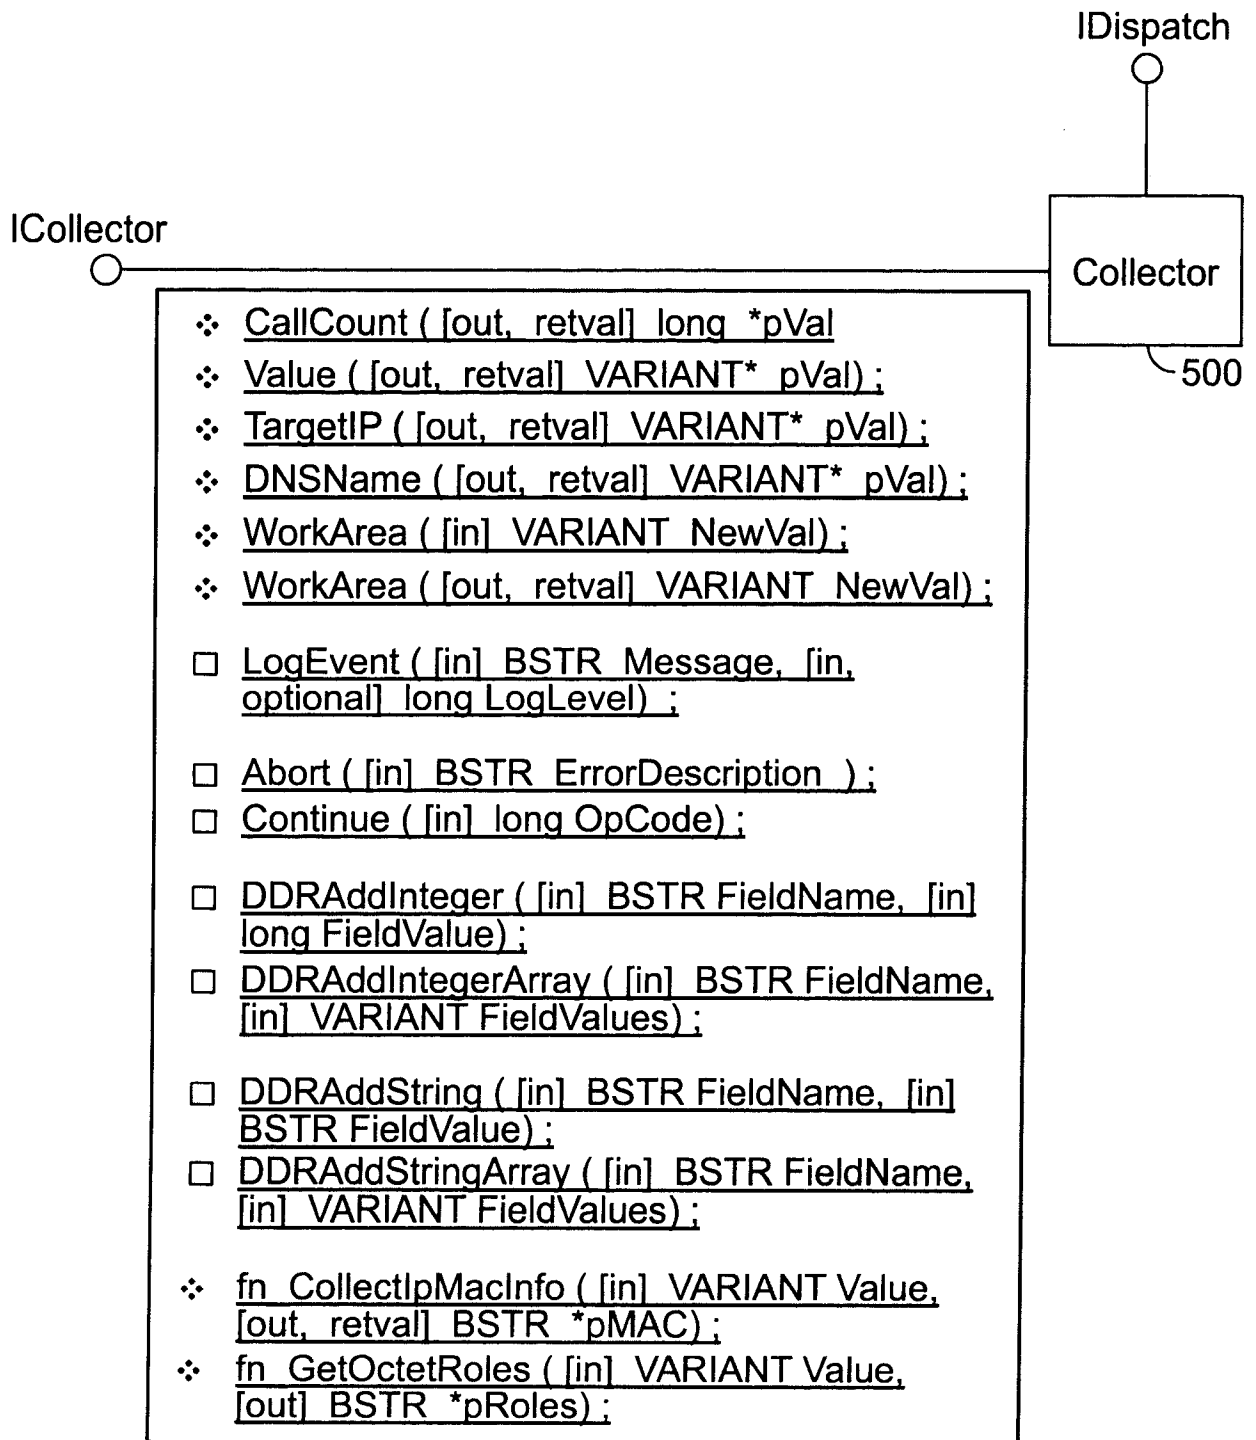 IDispatch
ICollector
Collector
500
❖ CallCount ( [out, retval] long *pVal
❖ Value ( [out, retval] VARIANT* pVal) ;
❖ TargetIP ( [out, retval] VARIANT* pVal) ;
❖ DNSName ( [out, retval] VARIANT* pVal) ;
❖ WorkArea ( [in] VARIANT NewVal) ;
❖ WorkArea ( [out, retval] VARIANT NewVal) ;
□ LogEvent ( [in] BSTR Message, [in,
optional] long LogLevel) ;
□ Abort ( [in] BSTR ErrorDescription ) ;
□ Continue ( [in] long OpCode) ;
□ DDRAddInteger ( [in] BSTR FieldName, [in]
long FieldValue) ;
□ DDRAddIntegerArray ( [in] BSTR FieldName,
[in] VARIANT FieldValues) ;
□ DDRAddString ( [in] BSTR FieldName, [in]
BSTR FieldValue) ;
□ DDRAddStringArray ( [in] BSTR FieldName,
[in] VARIANT FieldValues) ;
❖ fn_CollectIpMacInfo ( [in] VARIANT Value,
[out, retval] BSTR *pMAC) ;
❖ fn_GetOctetRoles ( [in] VARIANT Value,
[out] BSTR *pRoles) ;